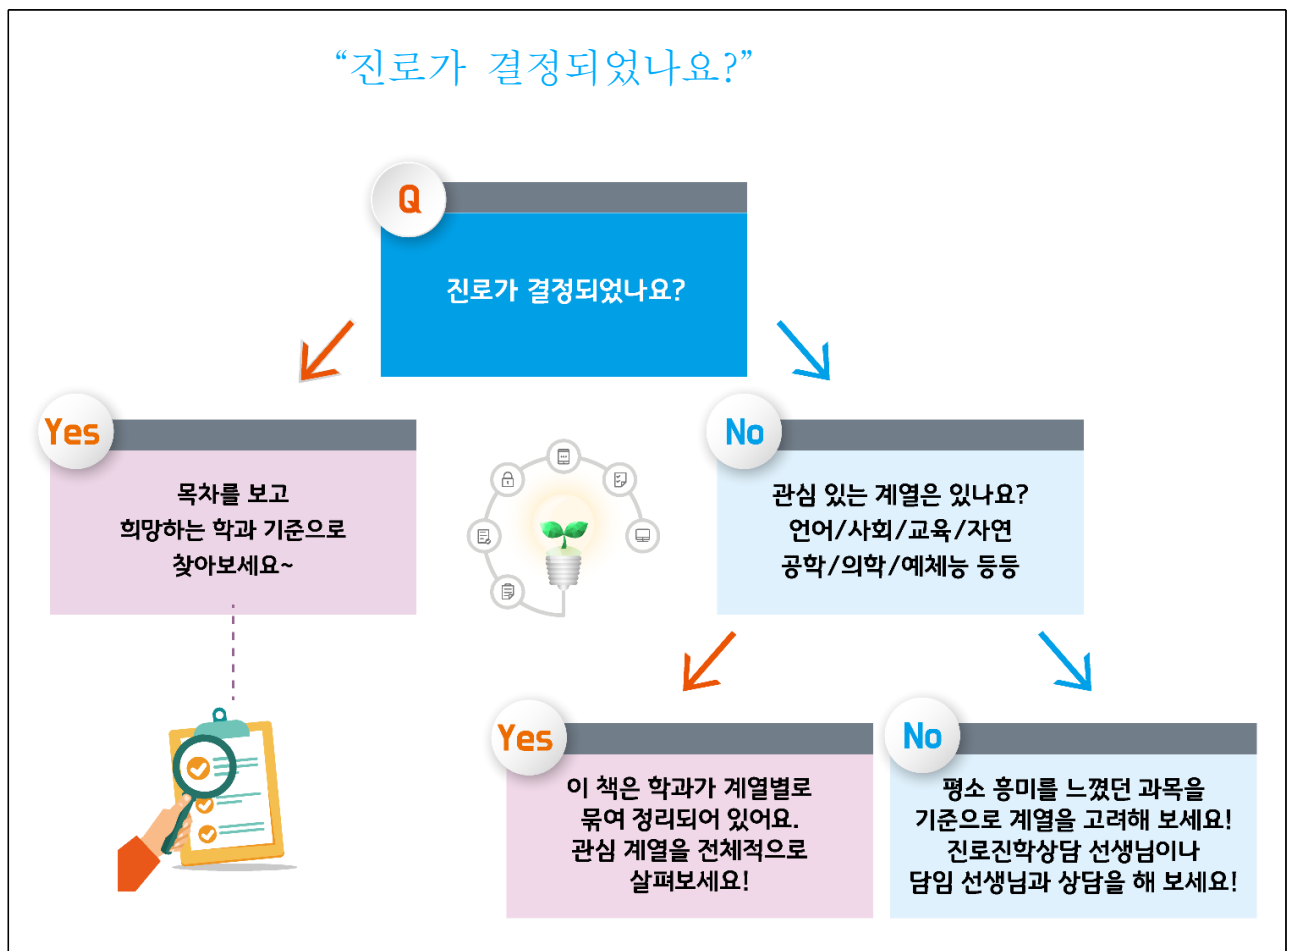 “진로가 결정되었나요?”
Q
진로가 결정되었나요?
Yes
목차를 보고
희망하는 학과 기준으로
찾아보세요~
No
관심 있는 계열은 있나요?
언어/사회/교육/자연
공학/의학/예체능 등등
Yes
이 책은 학과가 계열별로
묶여 정리되어 있어요.
관심 계열을 전체적으로
살펴보세요!
No
평소 흥미를 느꼈던 과목을
기준으로 계열을 고려해 보세요!
진로진학상담 선생님이나
담임 선생님과 상담을 해 보세요!